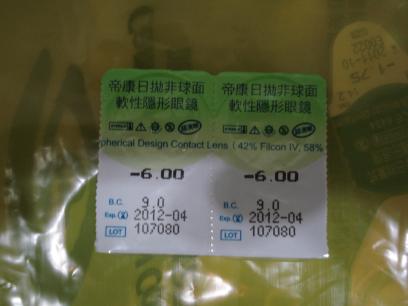 帝康日拋非球面
軟性隱形眼鏡
帝康日拋非球面
軟性隱形眼鏡
pherical Design Contact Lens ( 42% Filcon IV, 58%
-6.00
-6.00
B.C. 9.0
Exp. 2012-04
LOT 107080
B.C. 9.0
Exp. 2012-04
LOT 107080
-1.75